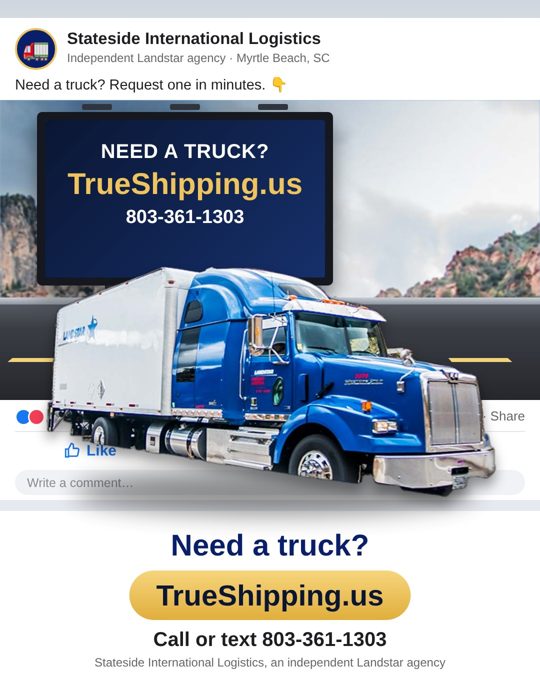 Stateside International Logistics
Independent Landstar agency · Myrtle Beach, SC
Need a truck? Request one in minutes. 👇
NEED A TRUCK?
TrueShipping.us
803-361-1303
LANDSTAR
LANDSTAR
Share
Like
Write a comment…
Need a truck?
TrueShipping.us
Call or text 803-361-1303
Stateside International Logistics, an independent Landstar agency